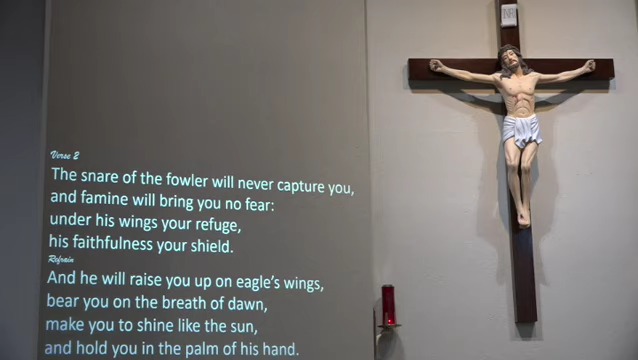 Verse 2
The snare of the fowler will never capture you,
and famine will bring you no fear:
under his wings your refuge,
his faithfulness your shield.
Refrain
And he will raise you up on eagle's wings,
bear you on the breath of dawn,
make you to shine like the sun,
and hold you in the palm of his hand.